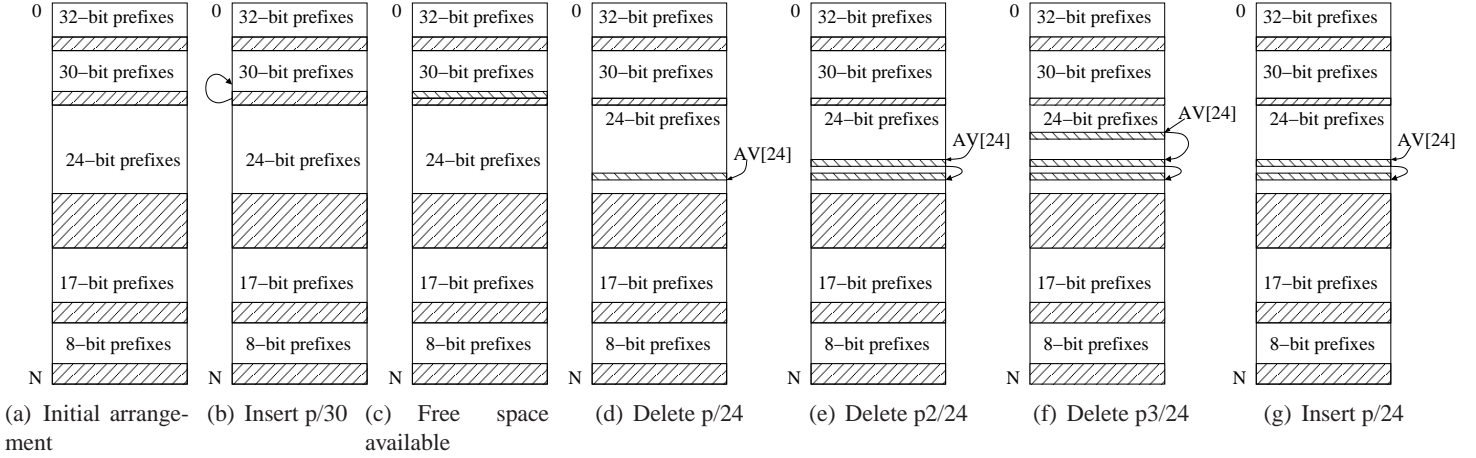 0
32−bit prefixes
30−bit prefixes
24−bit prefixes
17−bit prefixes
8−bit prefixes
N
(a) Initial arrange-
ment
0
32−bit prefixes
30−bit prefixes
24−bit prefixes
17−bit prefixes
8−bit prefixes
N
(b) Insert p/30
0
32−bit prefixes
30−bit prefixes
24−bit prefixes
17−bit prefixes
8−bit prefixes
N
(c) Free space
available
0
32−bit prefixes
30−bit prefixes
24−bit prefixes
AV[24]
17−bit prefixes
8−bit prefixes
N
(d) Delete p/24
0
32−bit prefixes
30−bit prefixes
24−bit prefixes
AV[24]
17−bit prefixes
8−bit prefixes
N
(e) Delete p2/24
0
32−bit prefixes
30−bit prefixes
24−bit prefixes
AV[24]
17−bit prefixes
8−bit prefixes
N
(f) Delete p3/24
0
32−bit prefixes
30−bit prefixes
24−bit prefixes
AV[24]
17−bit prefixes
8−bit prefixes
N
(g) Insert p/24